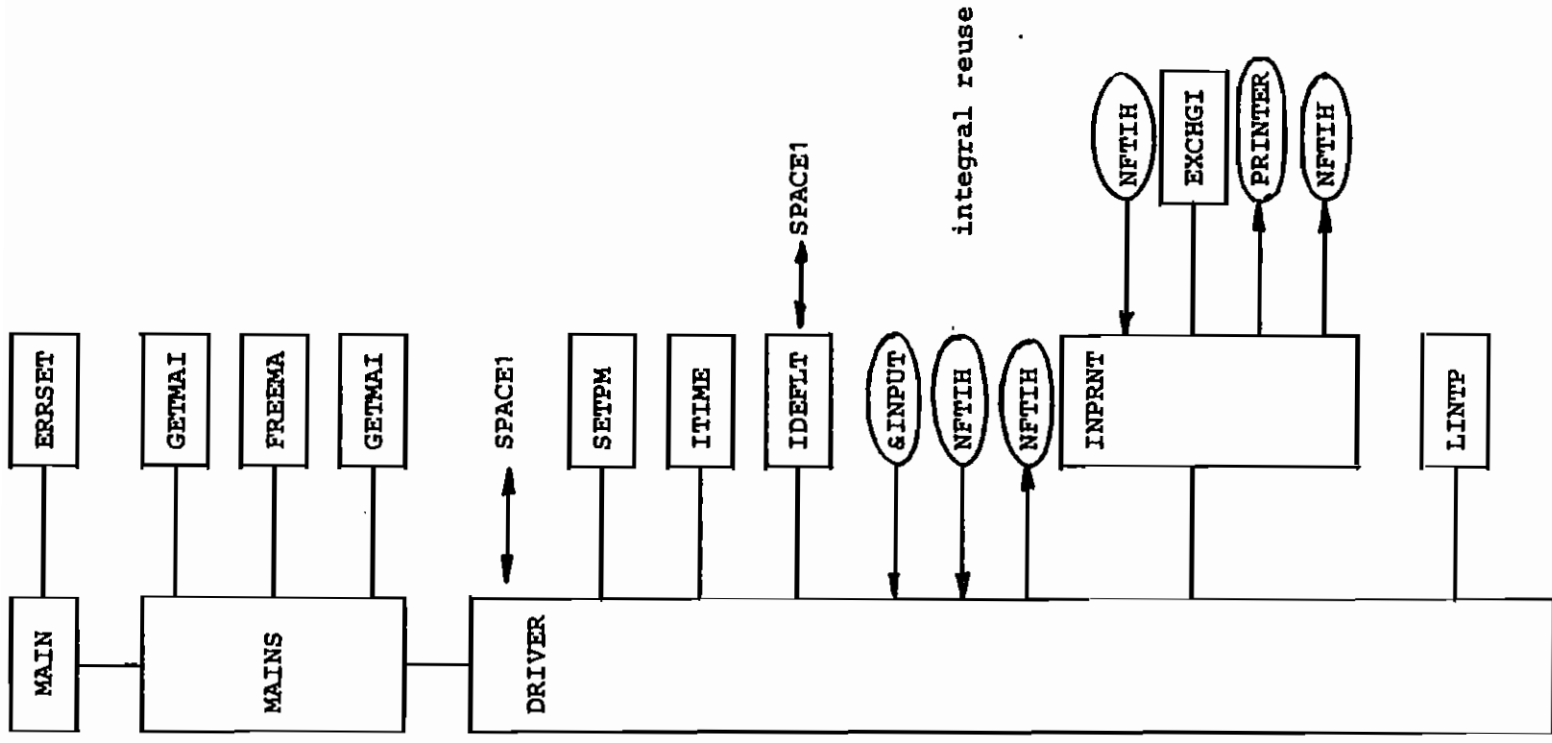 MAIN
ERRSET
MAINS
GETMAI
FREEMA
GETMAI
DRIVER
SPACE1
SETPM
ITIME
IDEFLT
SPACE1
&INPUT
NFTIH
integral reuse
NFTIH
INPRNT
NFTIH
EXCHGI
PRINTER
NFTIH
LINTP